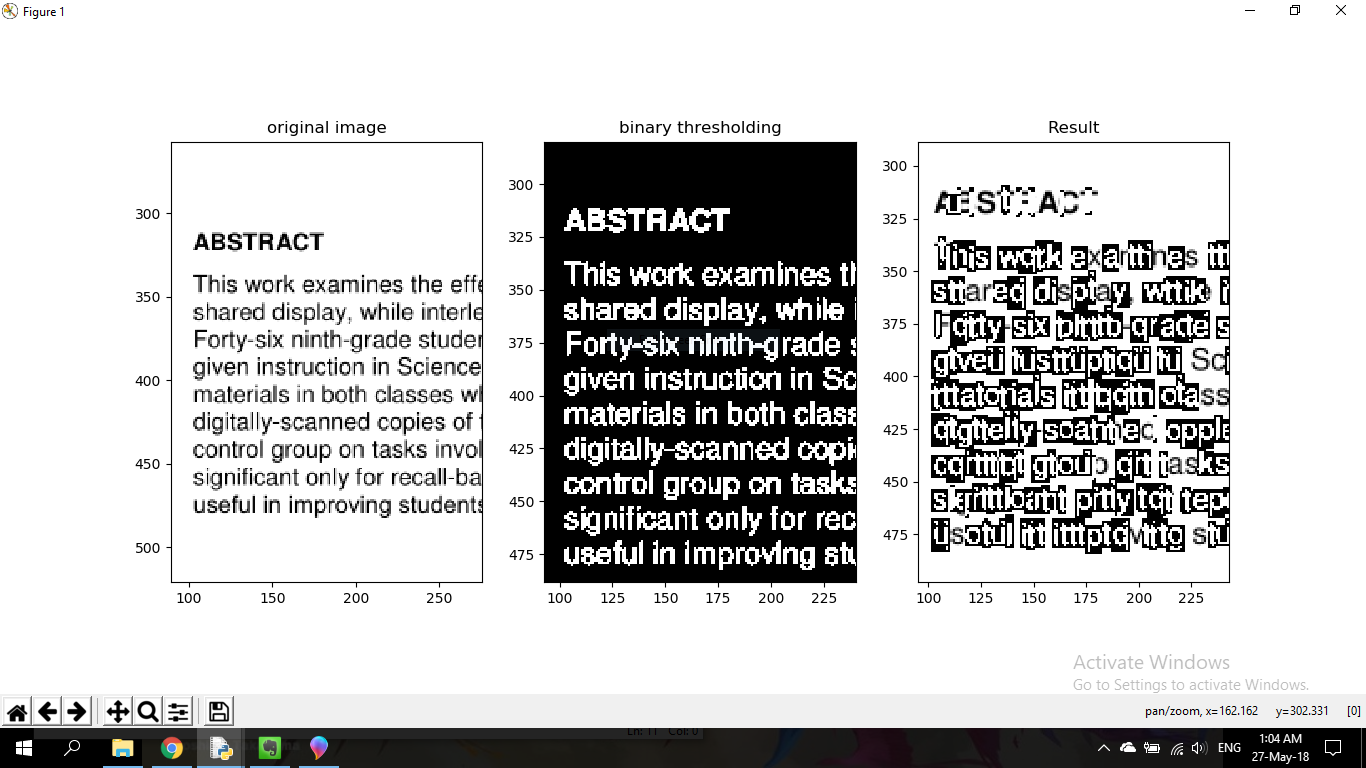 Figure 1
original image
300
350
400
450
500
100 150 200 250
ABSTRACT
This work examines the effe
shared display, while interle
Forty-six ninth-grade studer
given instruction in Science
materials in both classes wh
digitally-scanned copies of t
control group on tasks invol
significant only for recall-ba
useful in improving students
binary thresholding
300
325
350
375
400
425
450
475
100 125 150 175 200 225
ABSTRACT
This work examines th
shared display, while i
Forty-six ninth-grade s
given instruction in Sc
materials in both classe
digitally-scanned copie
control group on tasks
significant only for rec
useful in improving stu
Result
300
325
350
375
400
425
450
475
100 125 150 175 200 225
ABSTRACT
This work examines
Activate Windows
Go to Settings to activate Windows.
pan/zoom, x=162.162 y=302.331 [0]
Ln: 11 Col: 0
ENG
1:04 AM
27-May-18